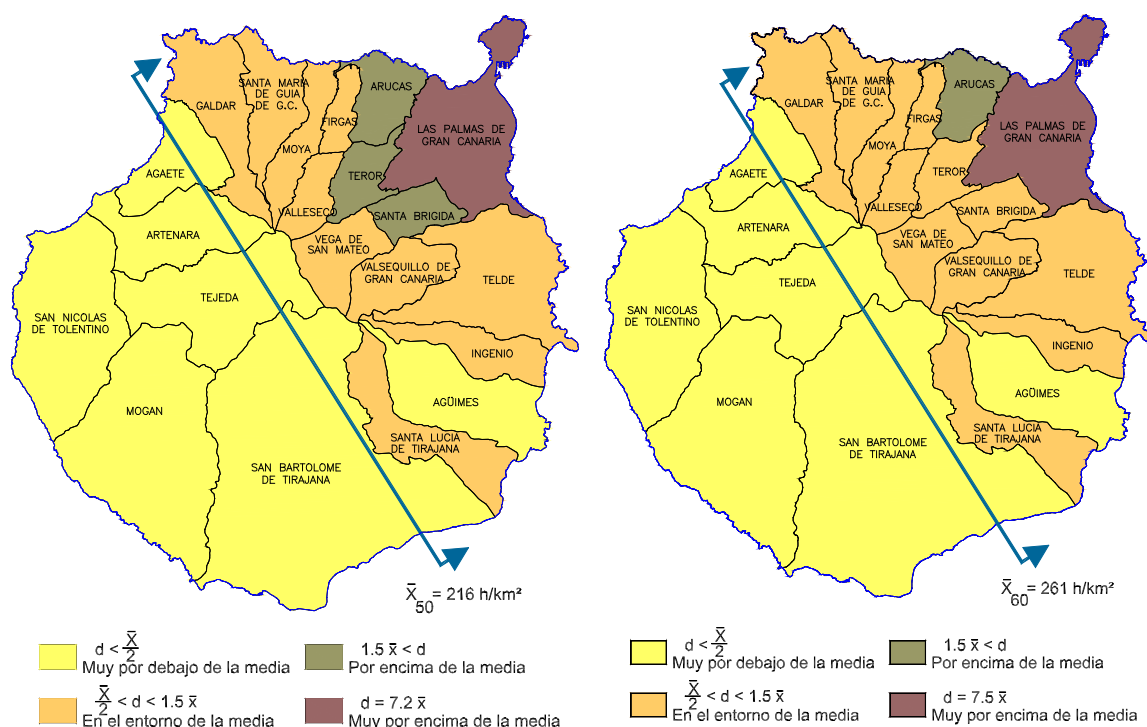 GALDAR
SANTA MARIA
DE GUIA
DE G.C.
ARUCAS
FIRGAS
MOYA
LAS PALMAS DE
GRAN CANARIA
AGAETE
TEROR
VALLESECO
SANTA BRIGIDA
ARTENARA
VEGA DE
SAN MATEO
VALSEQUILLO DE
GRAN CANARIA
TELDE
TEJEDA
SAN NICOLAS
DE TOLENTINO
INGENIO
AGÜIMES
MOGAN
SANTA LUCIA
DE TIRAJANA
SAN BARTOLOME
DE TIRAJANA
X̅50 = 216 h/km²
d < X̅/2
Muy por debajo de la media
1.5 x̅ < d
Por encima de la media
X̅/2 < d < 1.5 x̅
En el entorno de la media
d = 7.2 x̅
Muy por encima de la media
GALDAR
SANTA MARIA
DE GUIA
DE G.C.
ARUCAS
FIRGAS
MOYA
LAS PALMAS DE
GRAN CANARIA
AGAETE
TEROR
VALLESECO
SANTA BRIGIDA
ARTENARA
VEGA DE
SAN MATEO
VALSEQUILLO DE
GRAN CANARIA
TELDE
TEJEDA
SAN NICOLAS
DE TOLENTINO
INGENIO
AGÜIMES
MOGAN
SANTA LUCIA
DE TIRAJANA
SAN BARTOLOME
DE TIRAJANA
X̅60 = 261 h/km²
d < X̅/2
Muy por debajo de la media
1.5 x̅ < d
Por encima de la media
X̅/2 < d < 1.5 x̅
En el entorno de la media
d = 7.5 x̅
Muy por encima de la media